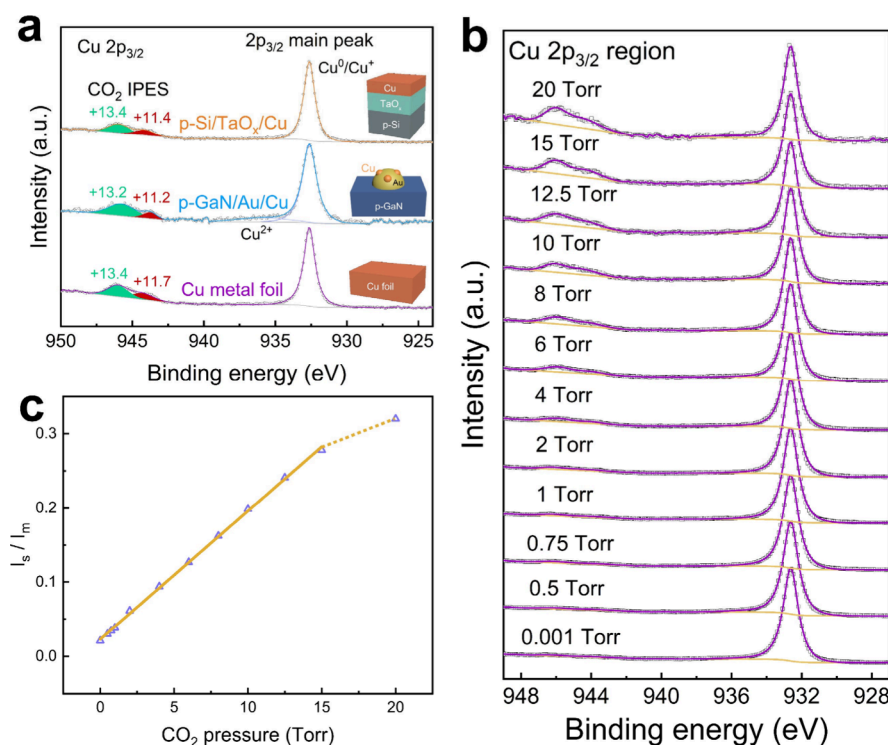 a
Cu 2p3/2
2p3/2 main peak
Cu0/Cu+
CO2 IPES
+13.4
+11.4
p-Si/TaOx/Cu
Cu
TaOx
p-Si
+13.2
+11.2
p-GaN/Au/Cu
Cu
Au
p-GaN
Cu2+
+13.4
+11.7
Cu metal foil
Cu foil
Intensity (a.u.)
950 945 940 935 930 925
Binding energy (eV)
b
Cu 2p3/2 region
20 Torr
15 Torr
12.5 Torr
10 Torr
8 Torr
6 Torr
4 Torr
2 Torr
1 Torr
0.75 Torr
0.5 Torr
0.001 Torr
Intensity (a.u.)
948 944 940 936 932 928
Binding energy (eV)
c
0.3
0.2
0.1
0.0
Is / Im
0 5 10 15 20
CO2 pressure (Torr)